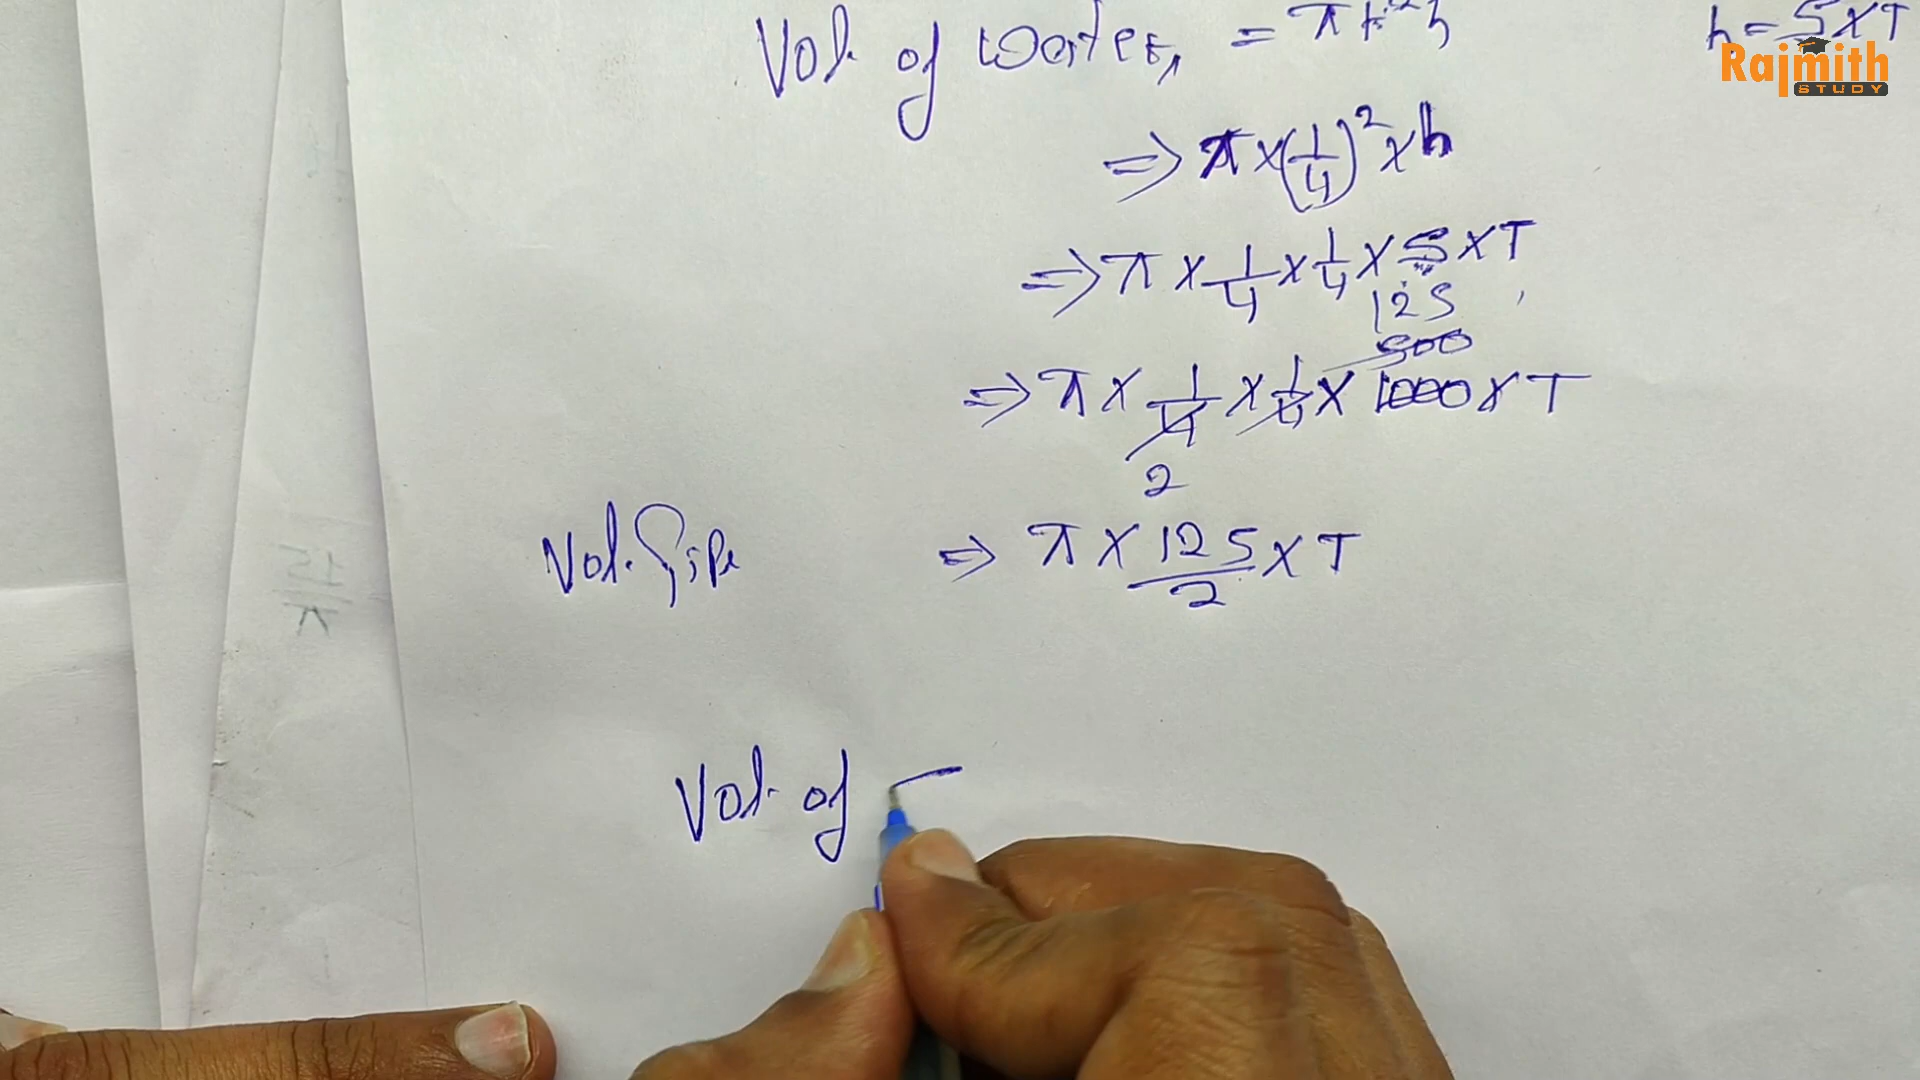 Vol. of water, = πr²h
h = 5×T
Rajmith
STUDY
⇒ π×(1/4)²×h
⇒ π × 1/4 × 1/4 × 5 × T
125
500
⇒ π × 1/4 × 1/4 × 1000 × T
2
Vol. Pipe ⇒ π × 125/2 × T
Vol. of